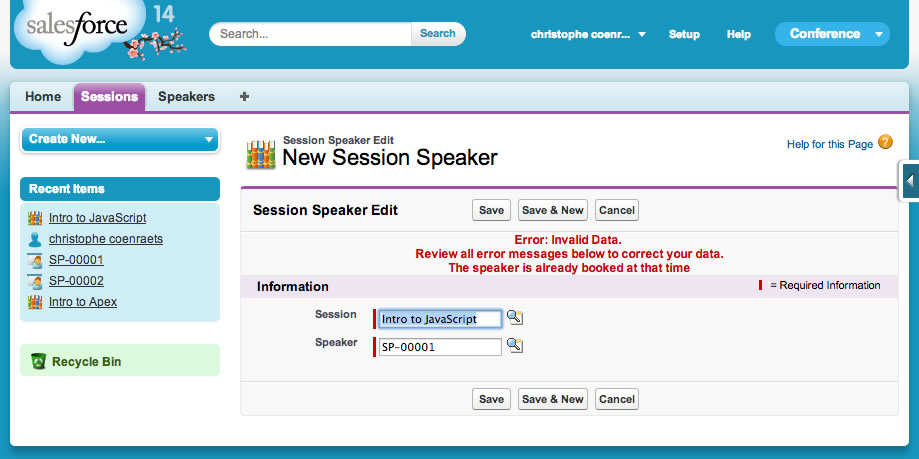 salesforce
14
Search...
Search
christophe coenr...
Setup
Help
Conference
Home
Sessions
Speakers
+
Create New...
Recent Items
Intro to JavaScript
christophe coenraets
SP-00001
SP-00002
Intro to Apex
Recycle Bin
Session Speaker Edit
New Session Speaker
Help for this Page ?
Session Speaker Edit
Save
Save & New
Cancel
Error: Invalid Data.
Review all error messages below to correct your data.
The speaker is already booked at that time
Information
= Required Information
Session
Intro to JavaScript
Speaker
SP-00001
Save
Save & New
Cancel